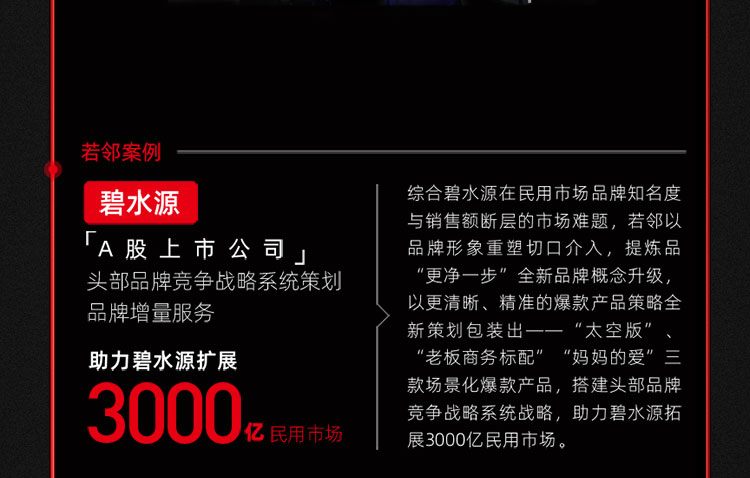 若邻案例
碧水源
「A股上市公司」
头部品牌竞争战略系统策划
品牌增量服务
助力碧水源扩展
3000亿民用市场
综合碧水源在民用市场品牌知名度
与销售额断层的市场难题，若邻以
品牌形象重塑切口介入，提炼品
“更净一步”全新品牌概念升级，
以更清晰、精准的爆款产品策略全
新策划包装出——“太空版”、
“老板商务标配”“妈妈的爱”三
款场景化爆款产品，搭建头部品牌
竞争战略系统战略，助力碧水源拓
展3000亿民用市场。